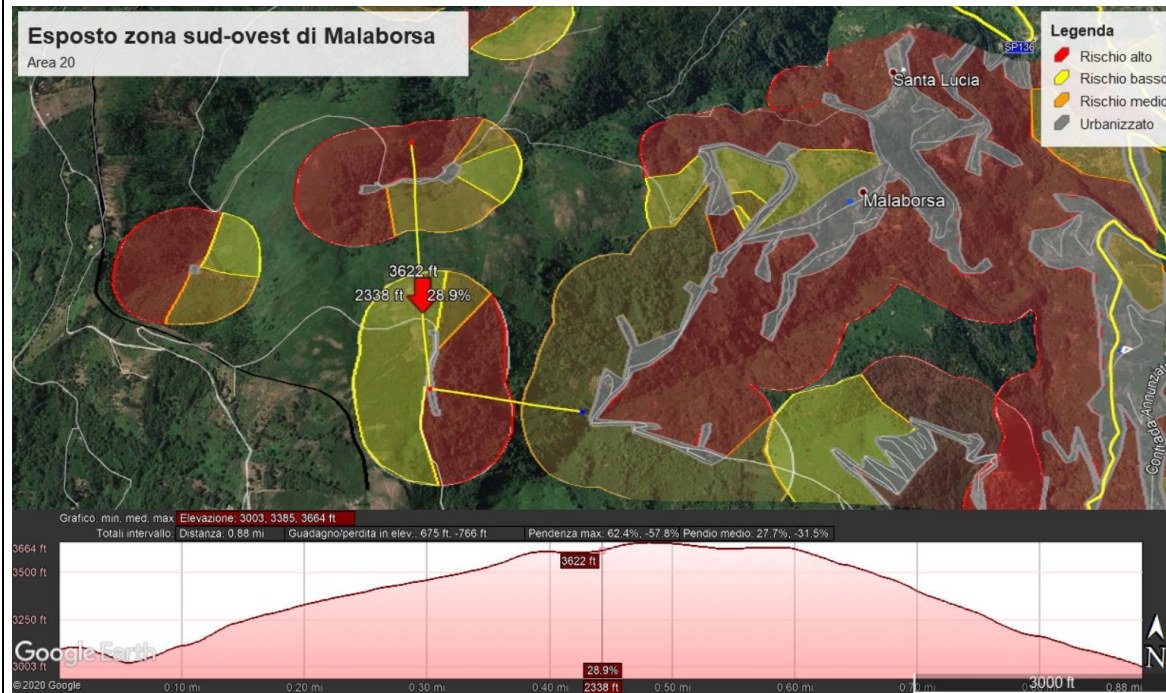 Esposto zona sud-ovest di Malaborsa
Area 20
Legenda
Rischio alto
Rischio basso
Rischio medio
Urbanizzato
SP136
Santa Lucia
Malaborsa
3622 ft
2338 ft 28.9%
Contrada Annunzar
Grafico: min. med. max Elevazione: 3003, 3385, 3664 ft
Totali intervallo: Distanza: 0.88 mi Guadagno/perdita in elev.: 675 ft, -766 ft Pendenza max. 62.4%, -57.8% Pendio medio: 27.7%, -31.5%
3664 ft
3500 ft
3250 ft
3003 ft
3622 ft
Google Earth
N
28.9%
3000 ft
© 2020 Google
0.10 mi 0.20 mi 0.30 mi 0.40 mi 2338 ft 0.50 mi 0.60 mi 0.88 mi